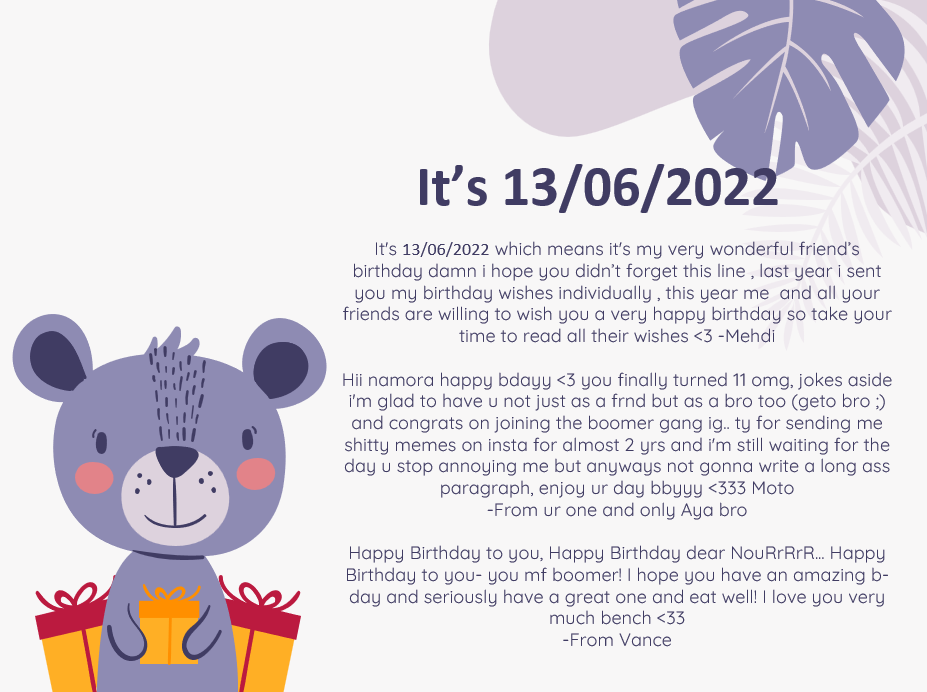 It’s 13/06/2022
It's 13/06/2022 which means it's my very wonderful friend’s
birthday damn i hope you didn’t forget this line , last year i sent
you my birthday wishes individually , this year me  and all your
friends are willing to wish you a very happy birthday so take your
time to read all their wishes <3 -Mehdi
Hii namora happy bdayy <3 you finally turned 11 omg, jokes aside
i'm glad to have u not just as a frnd but as a bro too (geto bro ;)
and congrats on joining the boomer gang ig.. ty for sending me
shitty memes on insta for almost 2 yrs and i'm still waiting for the
day u stop annoying me but anyways not gonna write a long ass
paragraph, enjoy ur day bbyyy <333 Moto
-From ur one and only Aya bro
Happy Birthday to you, Happy Birthday dear NouRrRrR... Happy
Birthday to you- you mf boomer! I hope you have an amazing b-
day and seriously have a great one and eat well! I love you very
much bench <33
-From Vance